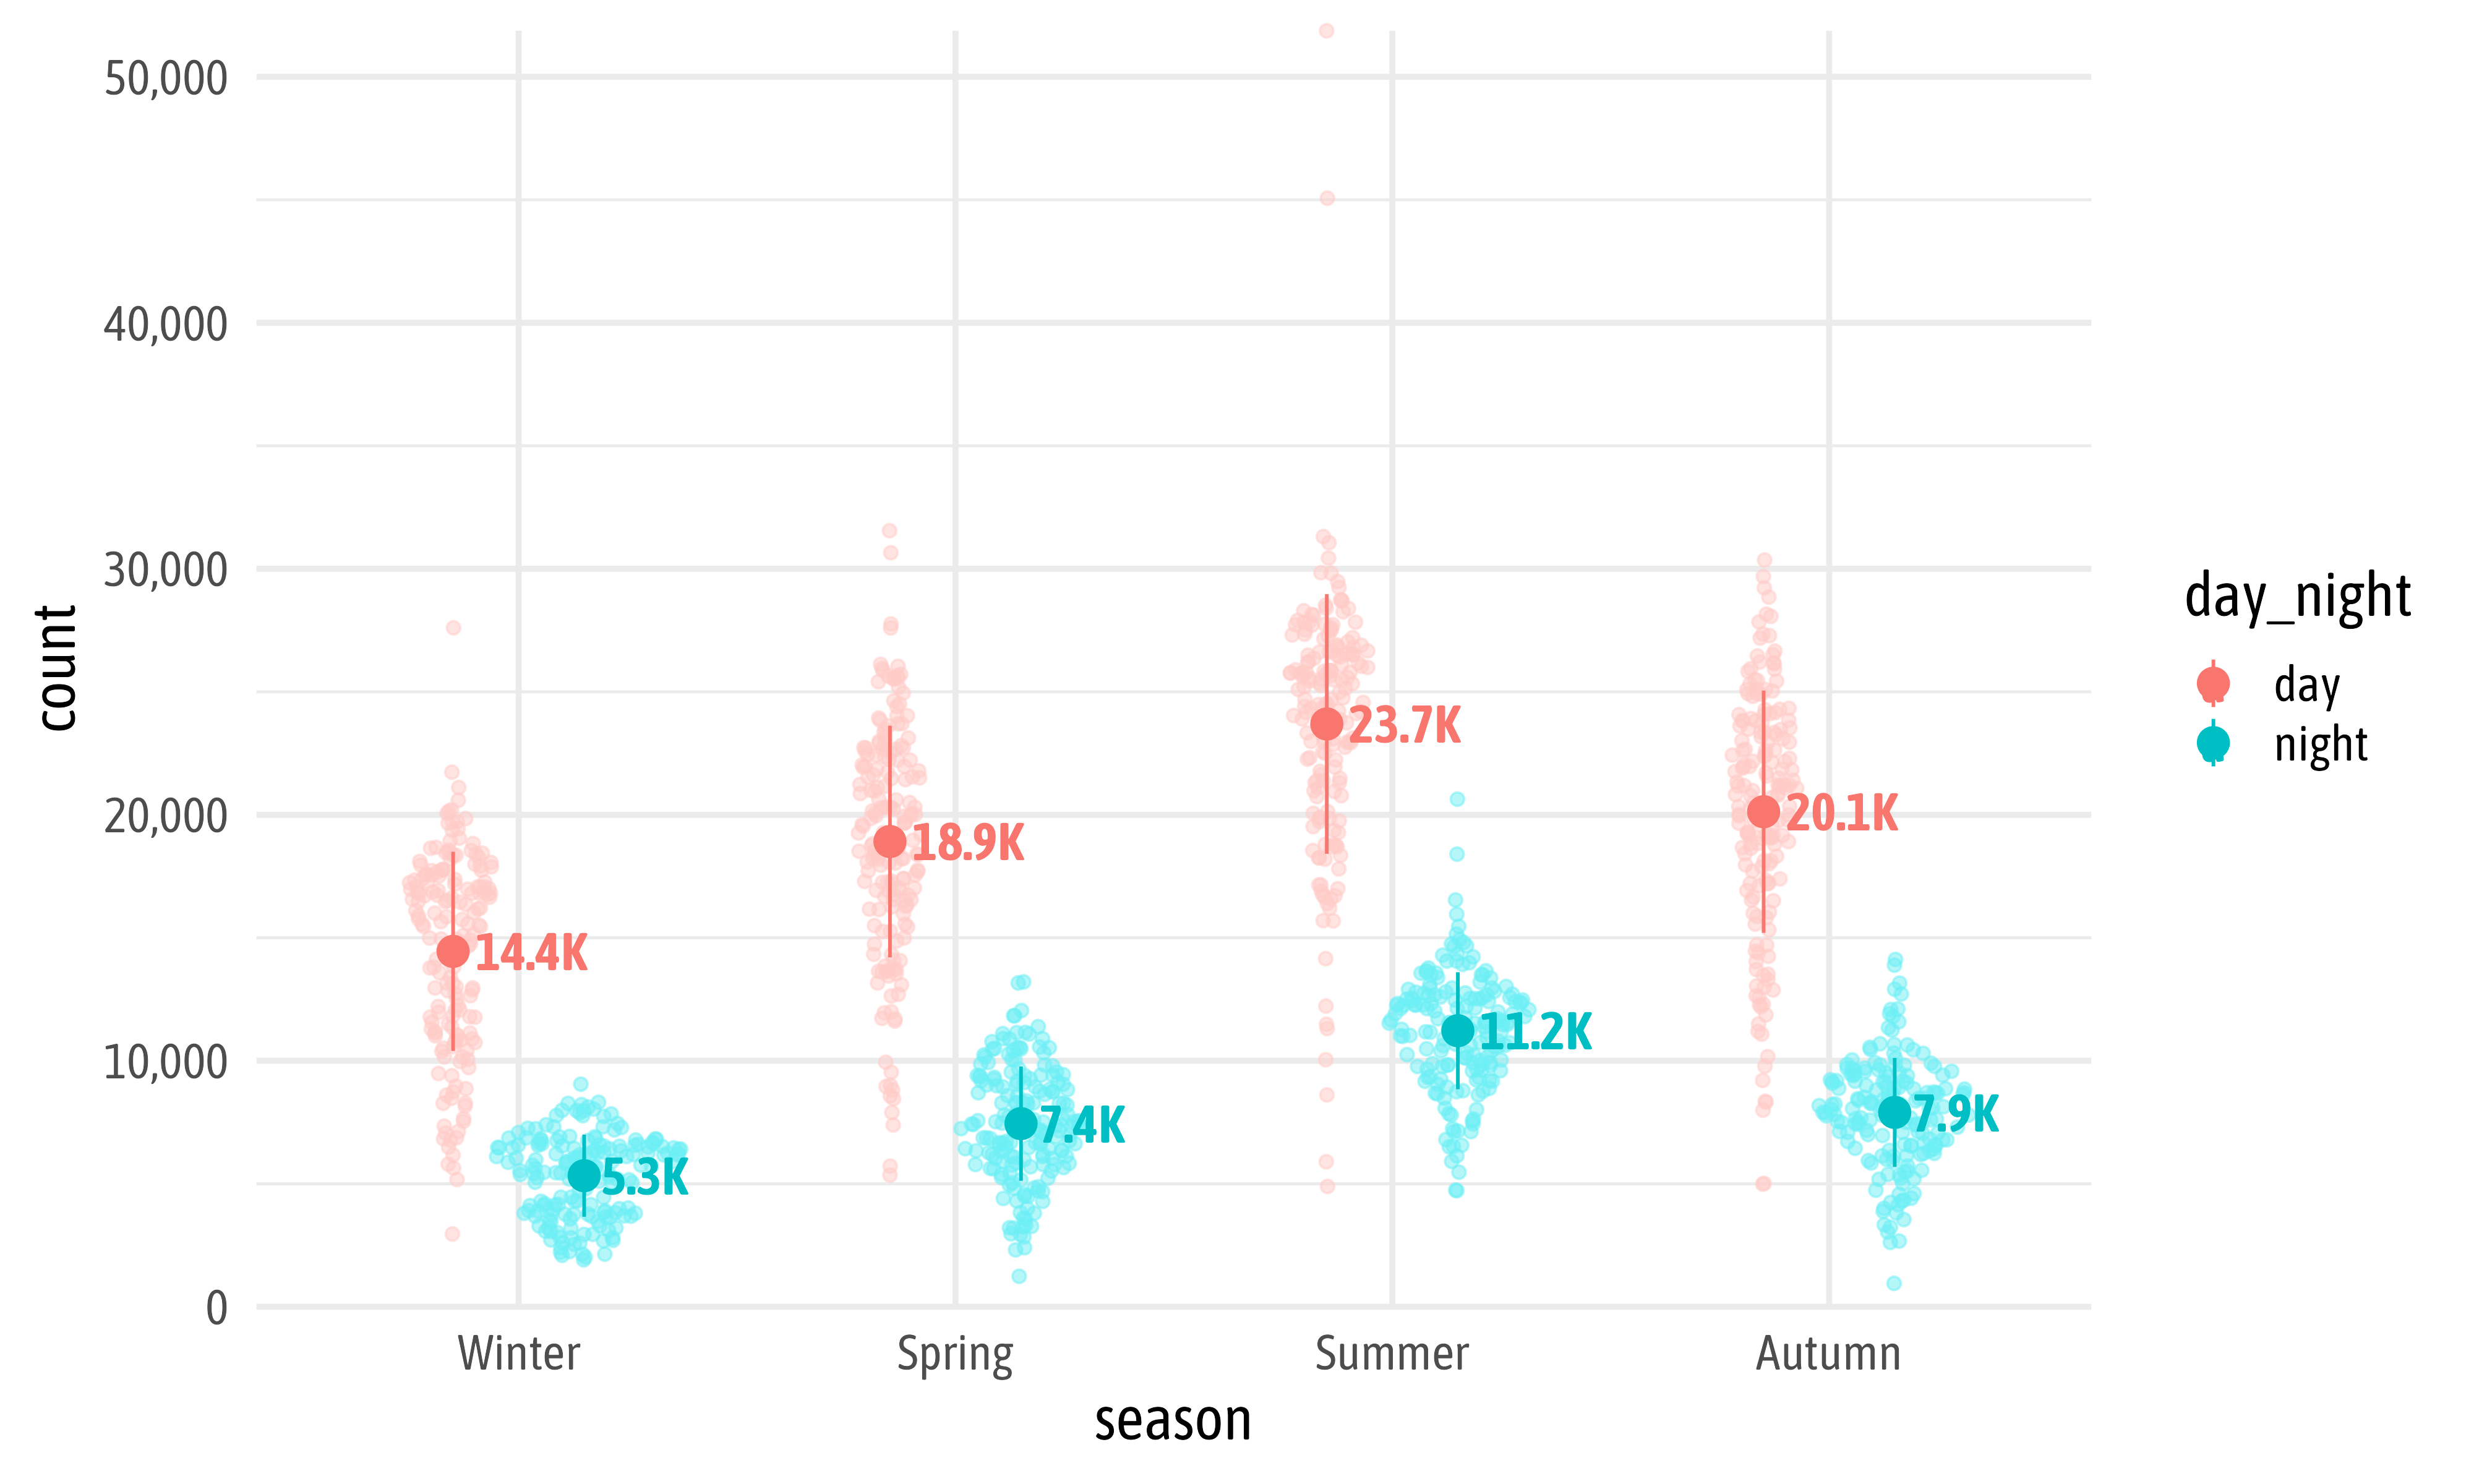 50,000
40,000
30,000
20,000
10,000
0
count
14.4K
5.3K
18.9K
7.4K
23.7K
11.2K
20.1K
7.9K
Winter
Spring
Summer
Autumn
season
day_night
day
night